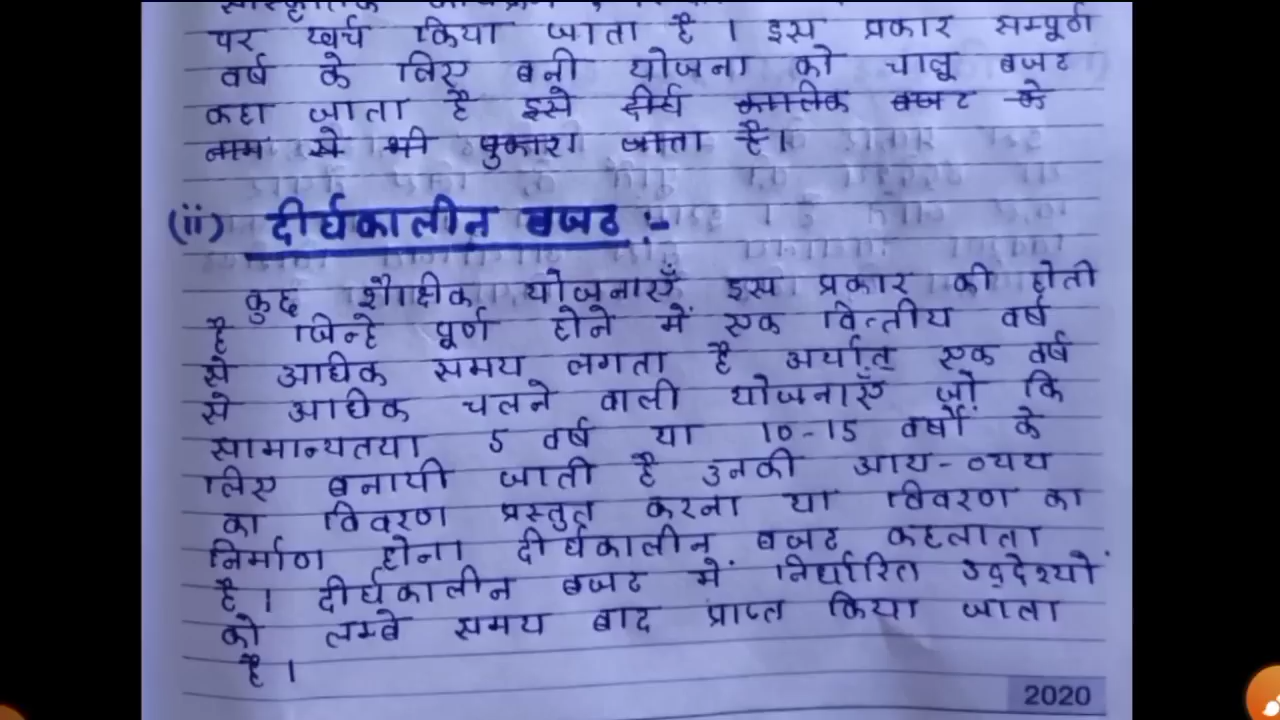 पर खर्च किया जाता है । इस प्रकार सम्पूर्ण
वर्ष के लिए बनी योजना को चालू बजट
कहा जाता है इसे दीर्घ कालिक बजट के
नाम से भी पुकारा जाता है।
(ii) दीर्घकालीन बजट :-
कुछ शैक्षिक योजनाएँ इस प्रकार की होती
है जिन्हे पूर्ण होने में एक वित्तीय वर्ष
से अधिक समय लगता है अर्थात् एक वर्ष
से अधिक चलने वाली योजनाएँ जो कि
सामान्यतया 5 वर्ष या 10-15 वर्षों के
लिए बनायी जाती है उनकी आय-व्यय
का विवरण प्रस्तुत करना या विवरण का
निर्माण होना दीर्घकालीन बजट कहलाता
है । दीर्घकालीन बजट में निर्धारित उद्देश्यों
को लम्बे समय बाद प्राप्त किया जाता
है ।
2020